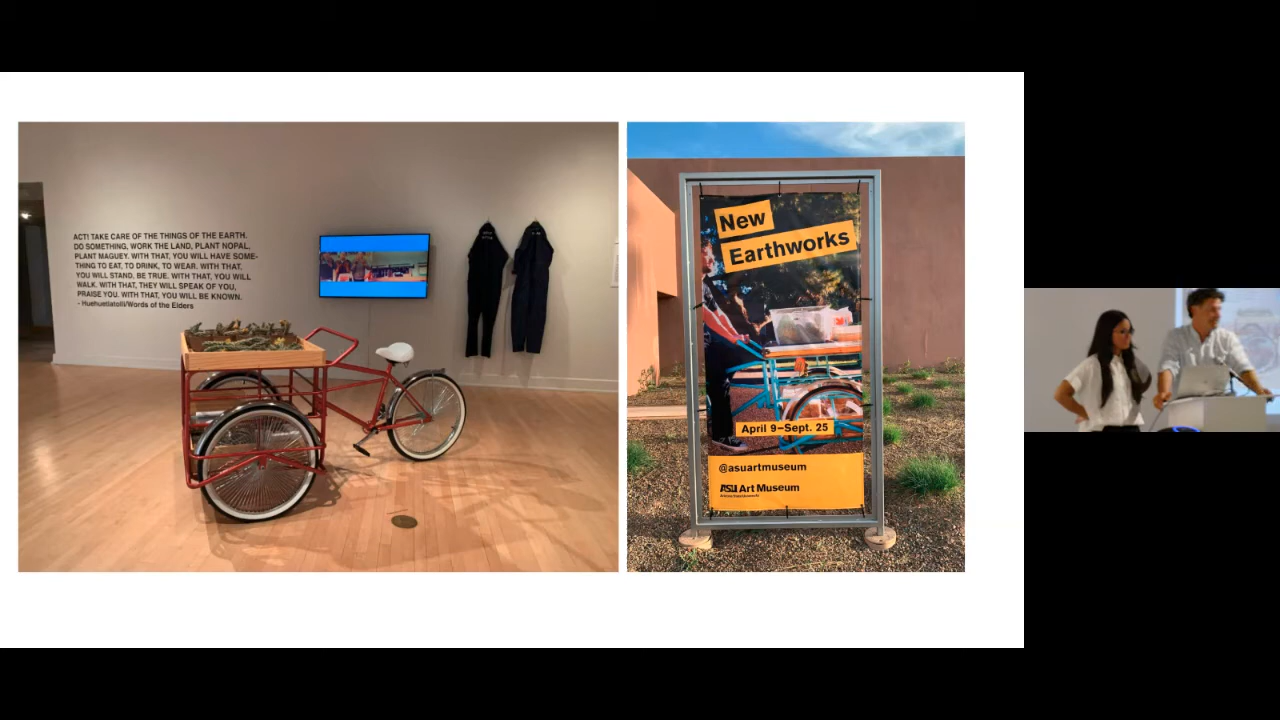 ACT! TAKE CARE OF THE THINGS OF THE EARTH.
DO SOMETHING, WORK THE LAND, PLANT NOPAL,
PLANT MAGUEY. WITH THAT, YOU WILL HAVE SOME-
THING TO EAT, TO DRINK, TO WEAR. WITH THAT,
YOU WILL STAND, BE TRUE. WITH THAT, YOU WILL
WALK. WITH THAT, THEY WILL SPEAK OF YOU,
PRAISE YOU. WITH THAT, YOU WILL BE KNOWN.
- Huehuetlatolli/Words of the Elders
New
Earthworks
April 9–Sept. 25
@asuartmuseum
ASU Art Museum